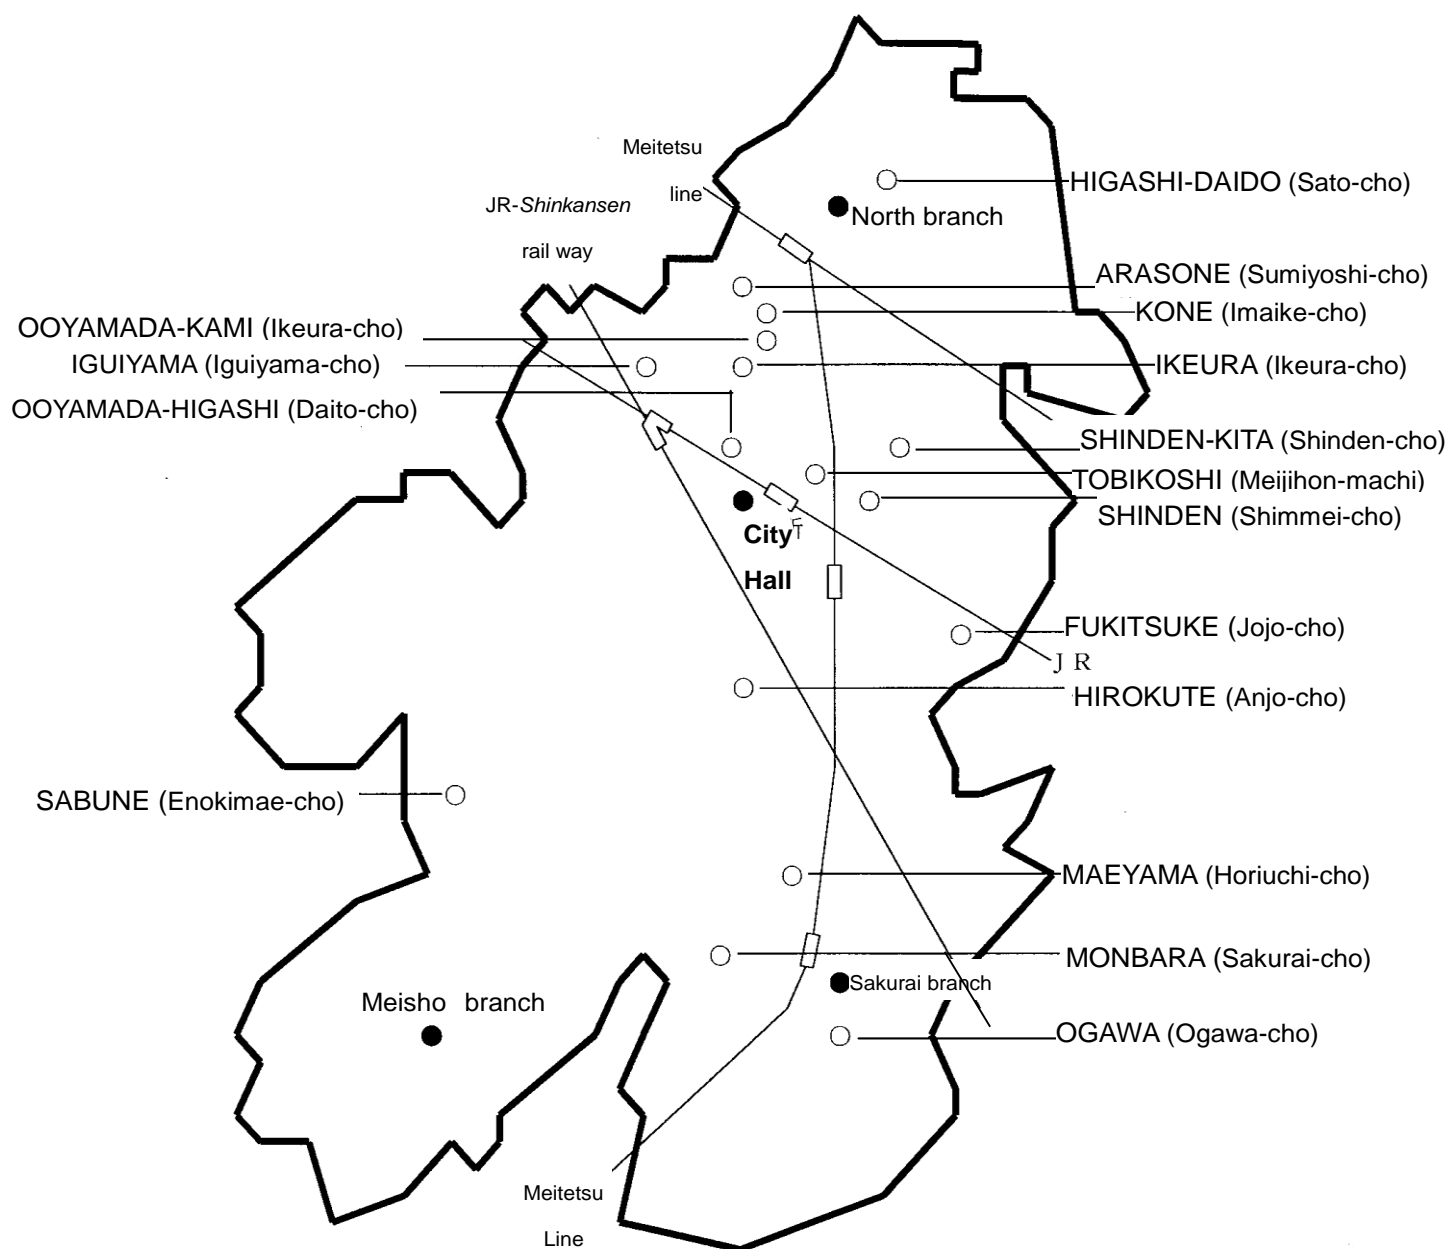 Meitetsu
line
JR-Shinkansen
rail way
HIGASHI-DAIDO (Sato-cho)
North branch
ARASONE (Sumiyoshi-cho)
KONE (Imaike-cho)
OOYAMADA-KAMI (Ikeura-cho)
IGUIYAMA (Iguiyama-cho)
IKEURA (Ikeura-cho)
OOYAMADA-HIGASHI (Daito-cho)
SHINDEN-KITA (Shinden-cho)
TOBIKOSHI (Meijihon-machi)
SHINDEN (Shimmei-cho)
City
Hall
FUKITSUKE (Jojo-cho)
J R
HIROKUTE (Anjo-cho)
SABUNE (Enokimae-cho)
MAEYAMA (Horiuchi-cho)
MONBARA (Sakurai-cho)
Sakurai branch
Meisho branch
OGAWA (Ogawa-cho)
Meitetsu
Line